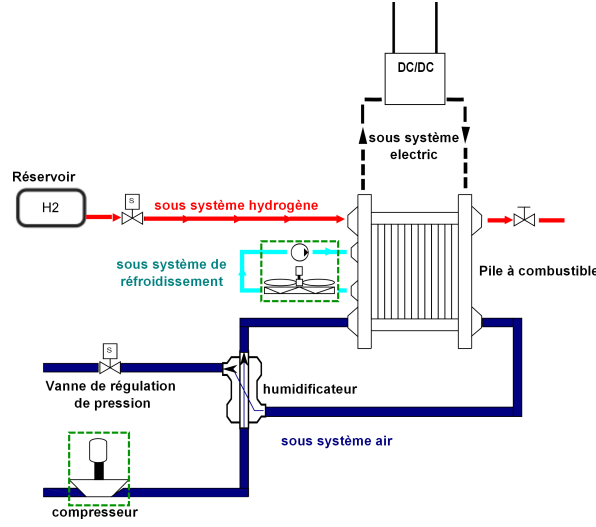 DC/DC
sous système
electric
Réservoir
H2
S
sous système hydrogène
sous système de
réfroidissement
Pile à combustible
S
Vanne de régulation
de pression
humidificateur
sous système air
compresseur